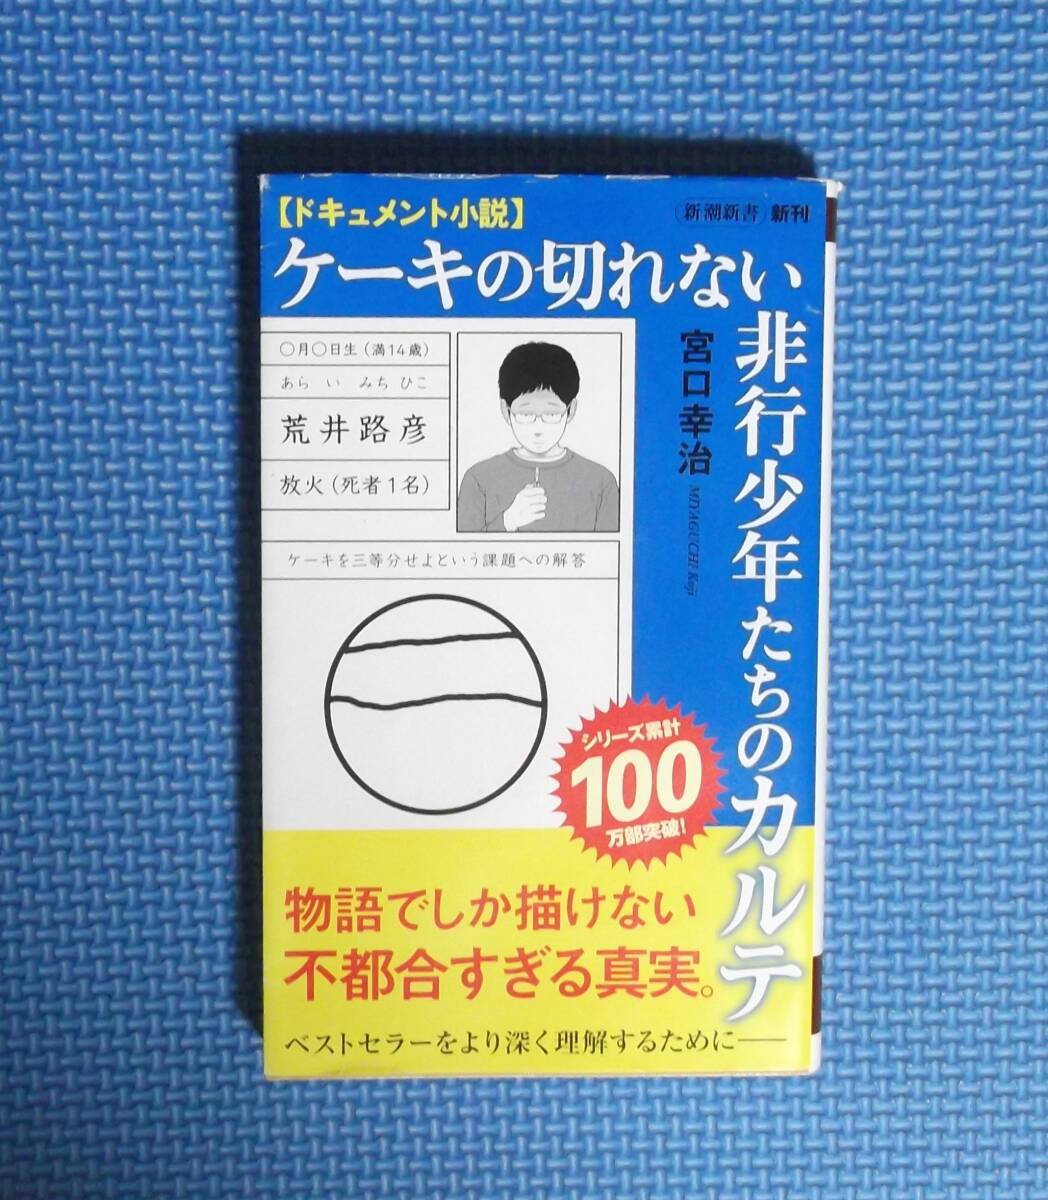 【ドキュメント小説】
新潮新書 新刊
ケーキの切れない
非行少年たちのカルテ
宮口幸治
MIYAGUCHI Koji
○月○日生(満14歳)
あら い みち ひこ
荒井路彦
放火(死者1名)
ケーキを三等分せよという課題への解答
シリーズ累計
100
万部突破!
物語でしか描けない
不都合すぎる真実。
ベストセラーをより深く理解するために──